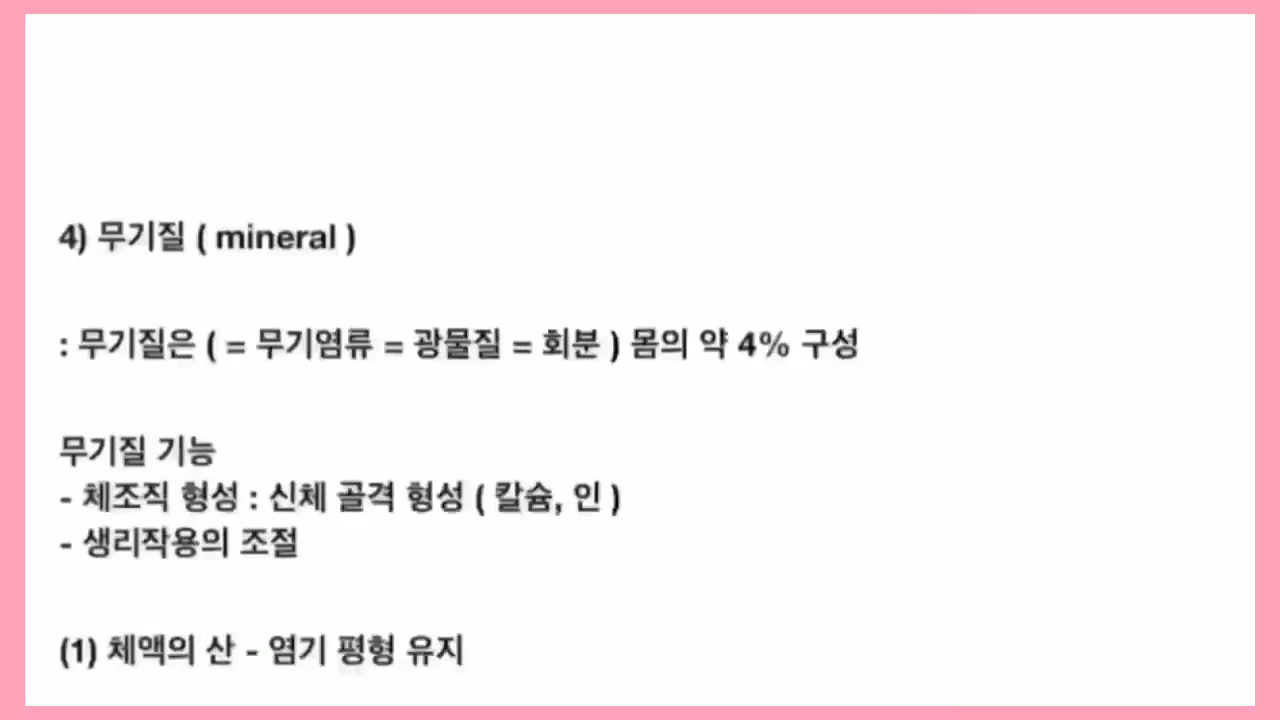 4) 무기질 ( mineral )
: 무기질은 ( = 무기염류 = 광물질 = 회분 ) 몸의 약 4% 구성
무기질 기능
- 체조직 형성 : 신체 골격 형성 ( 칼슘, 인 )
- 생리작용의 조절
(1) 체액의 산 - 염기 평형 유지